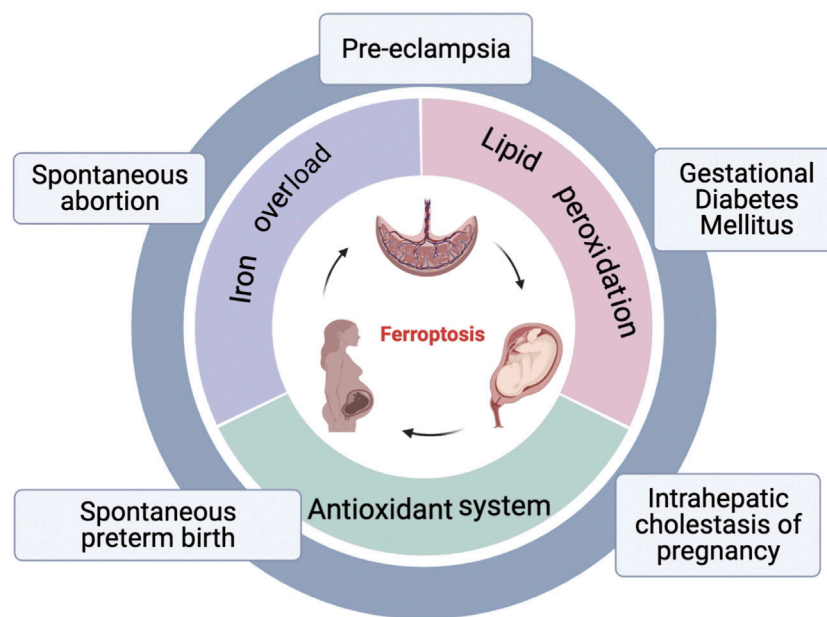 Pre-eclampsia
Spontaneous
abortion
Iron overload
Lipid peroxidation
Gestational
Diabetes
Mellitus
Ferroptosis
Spontaneous
preterm birth
Antioxidant system
Intrahepatic
cholestasis of
pregnancy